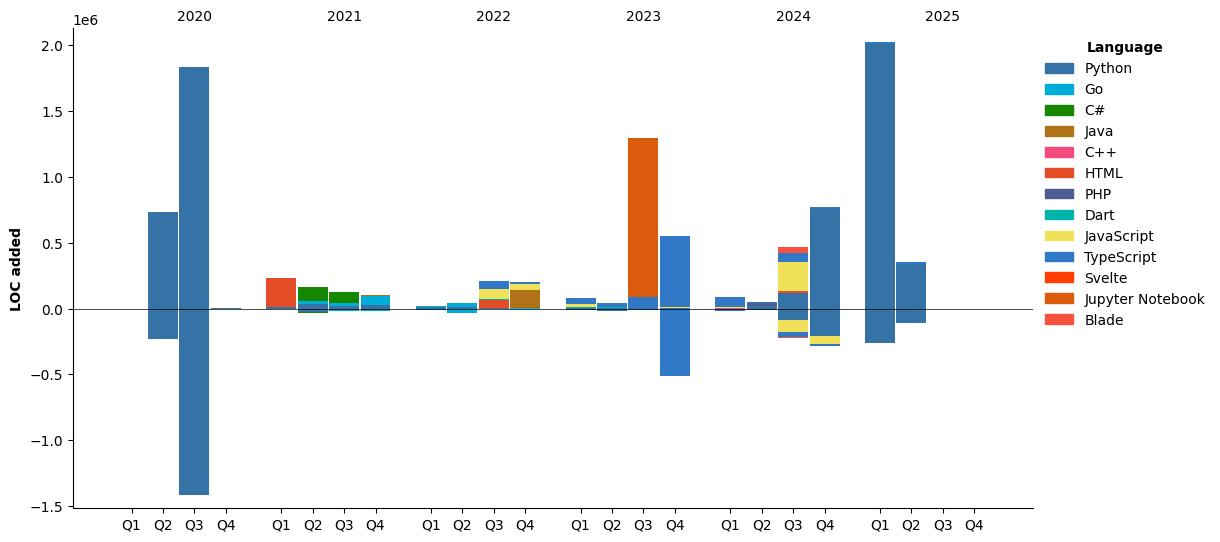 1e6
2020 2021 2022 2023 2024 2025
LOC added
2.0
1.5
1.0
0.5
0.0
−0.5
−1.0
−1.5
Q1 Q2 Q3 Q4 Q1 Q2 Q3 Q4 Q1 Q2 Q3 Q4 Q1 Q2 Q3 Q4 Q1 Q2 Q3 Q4 Q1 Q2 Q3 Q4
Language
Python
Go
C#
Java
C++
HTML
PHP
Dart
JavaScript
TypeScript
Svelte
Jupyter Notebook
Blade